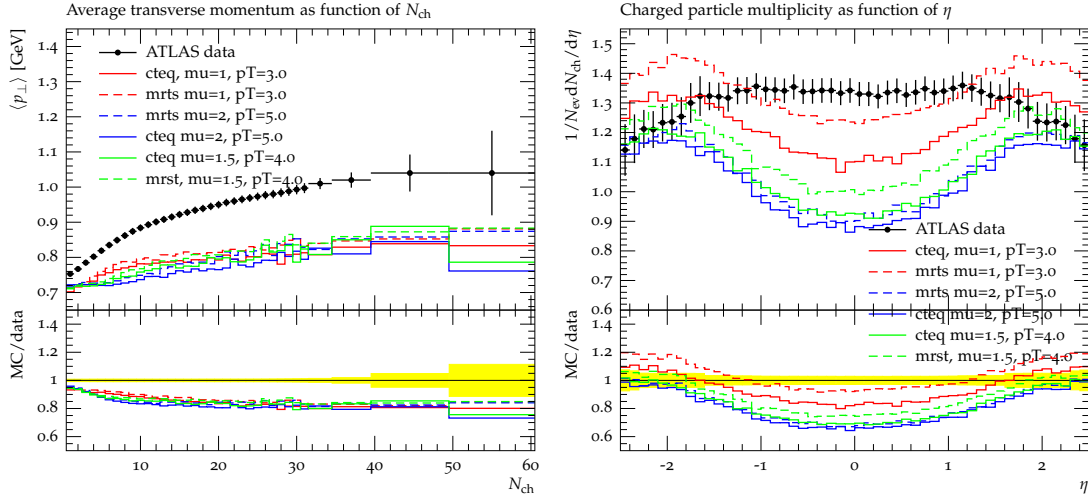 Average transverse momentum as function of N_ch
⟨p⊥⟩ [GeV]
1.4
1.3
1.2
1.1
1.0
0.9
0.8
0.7
ATLAS data
cteq, mu=1, pT=3.0
mrts mu=1, pT=3.0
mrts mu=2, pT=5.0
cteq mu=2, pT=5.0
cteq mu=1.5, pT=4.0
mrst, mu=1.5, pT=4.0
MC/data
1.4
1.2
1
0.8
0.6
10 20 30 40 50 60
N_ch
Charged particle multiplicity as function of η
1/N_ev dN_ch/dη
1.5
1.4
1.3
1.2
1.1
1.0
0.9
0.8
0.7
0.6
ATLAS data
cteq, mu=1, pT=3.0
mrts mu=1, pT=3.0
mrts mu=2, pT=5.0
cteq mu=2, pT=5.0
cteq mu=1.5, pT=4.0
mrst, mu=1.5, pT=4.0
MC/data
1.4
1.2
1
0.8
0.6
-2 -1 0 1 2
η